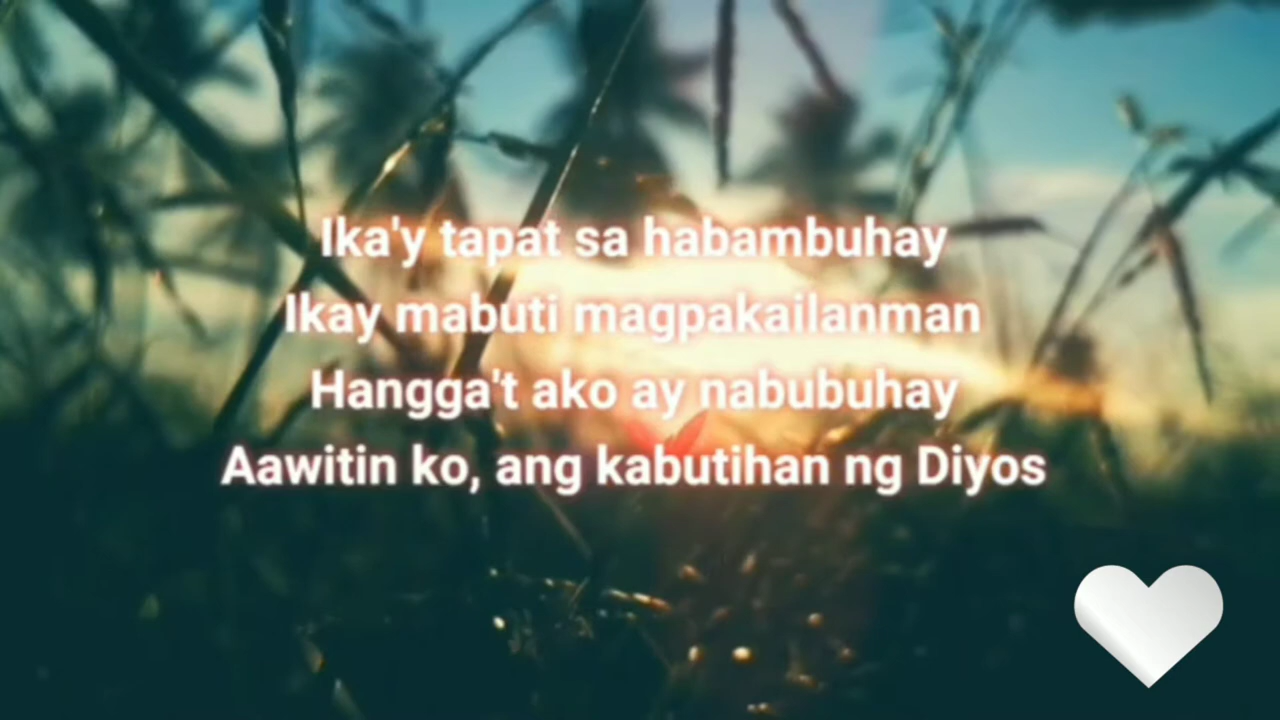 Ika'y tapat sa habambuhay
Ikay mabuti magpakailanman
Hangga't ako ay nabubuhay
Aawitin ko, ang kabutihan ng Diyos